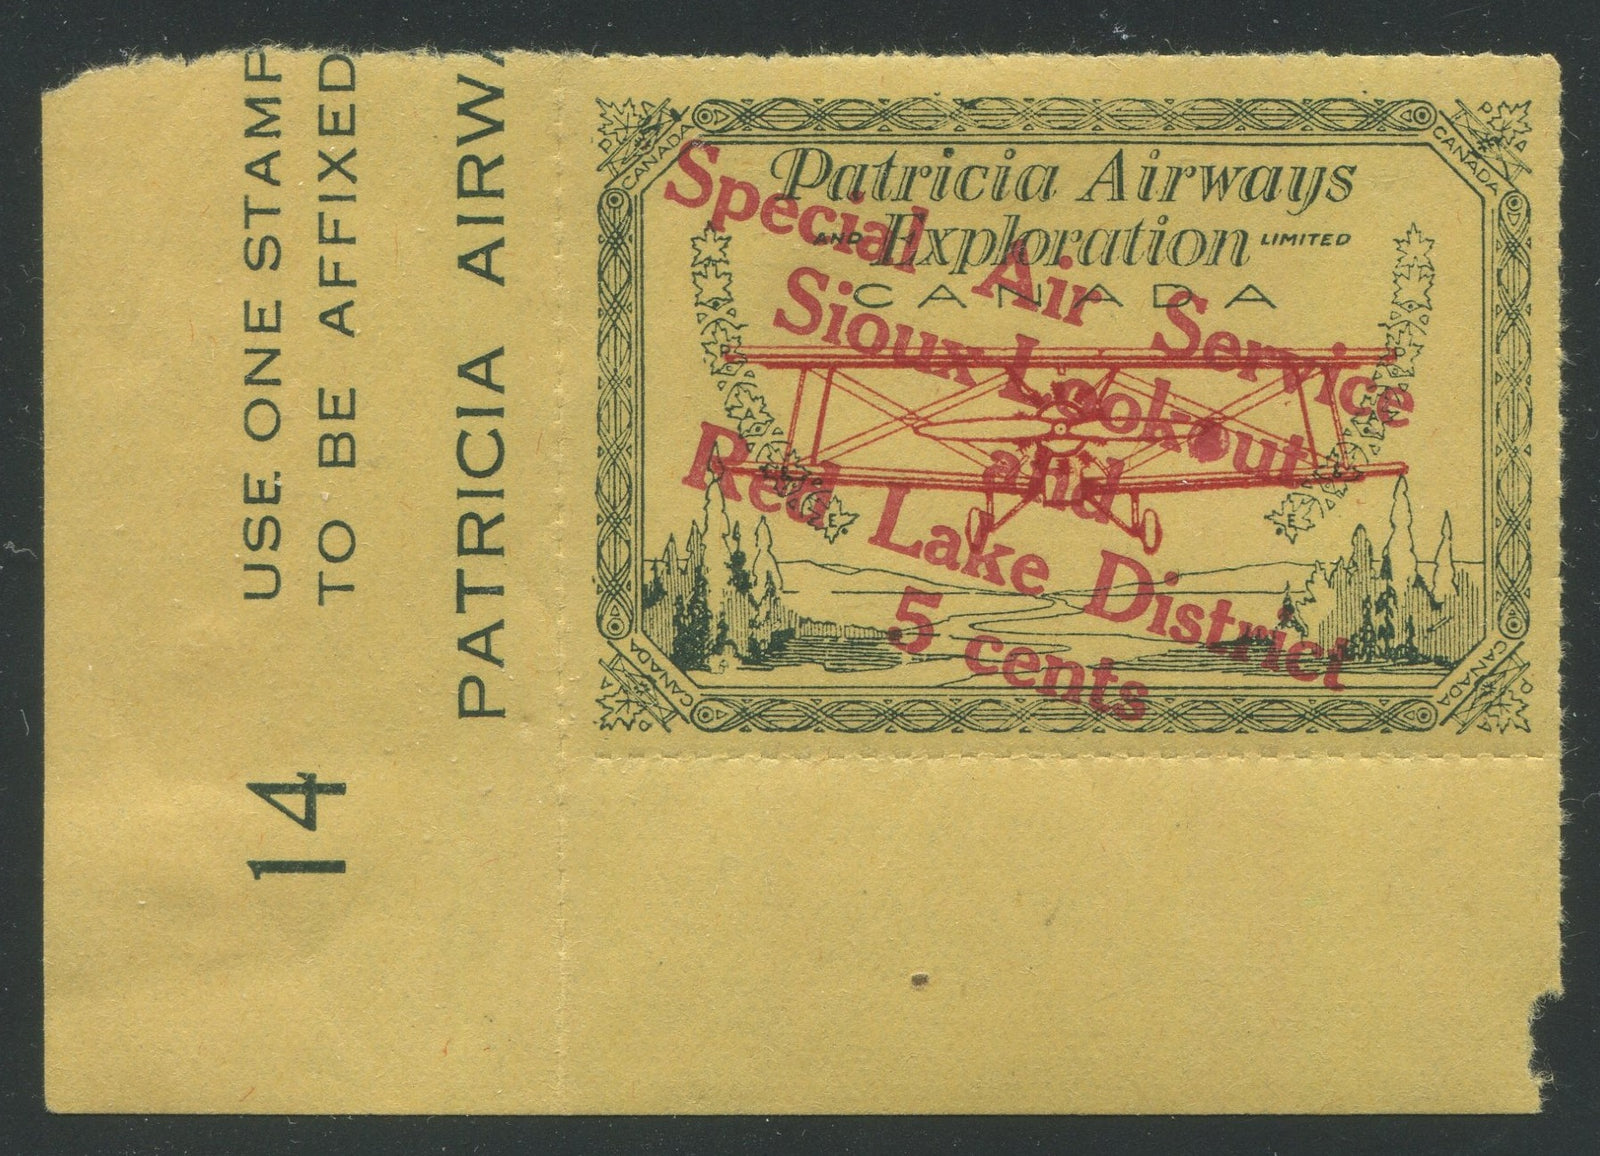 USE ONE STAMP
TO BE AFFIXED
PATRICIA AIRWA
14
CANADA
CANADA
Patricia Airways
AND Exploration LIMITED
CANADA
Special Air Service
Sioux Lookout
and
Red Lake District
5 cents
CANADA
CANADA